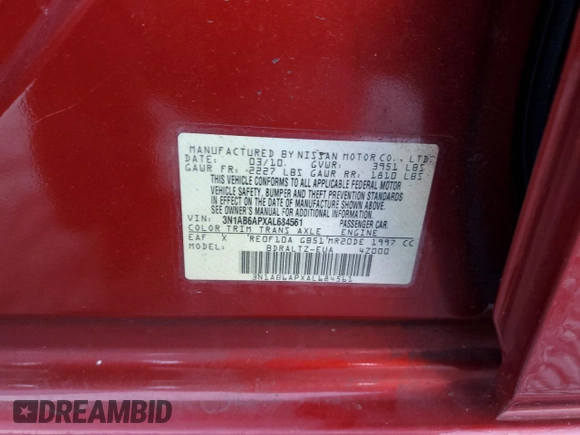 MANUFACTURED BY NISSAN MOTOR CO., LTD.
DATE: 03/10 GVWR: 3951 LBS
GAWR FR: 2227 LBS GAWR RR: 1810 LBS
THIS VEHICLE CONFORMS TO ALL APPLICABLE FEDERAL MOTOR
VEHICLE SAFETY, BUMPER AND THEFT PREVENTION STANDARDS
IN EFFECT ON THE DATE OF MANUFACTURE SHOWN ABOVE.
SEE OWNER'S MANUAL FOR ADDITIONAL INFORMATION.
VIN: 3N1AB6APXAL684561 PASSENGER CAR
COLOR TRIM TRANS AXLE ENGINE
EAF X RE0F10A GB51 MR20DE 1997 CC
MODEL: BDRALTZ-EUA 4Z000
3N1AB6APXAL684561
DREAMBID